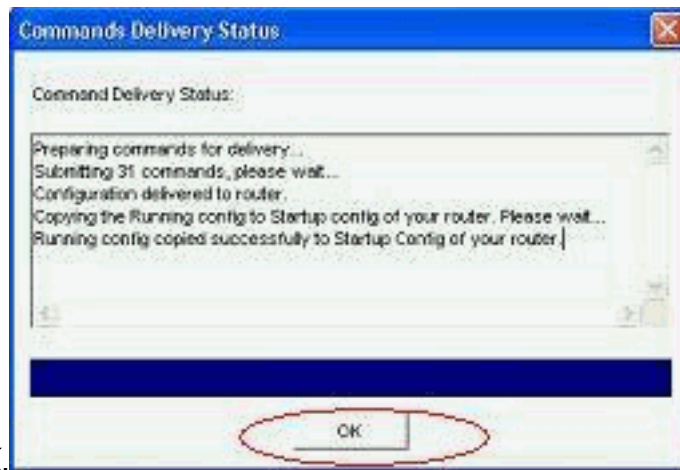 Commands Delivery Status
Command Delivery Status:
Preparing commands for delivery...
Submitting 31 commands, please wait...
Configuration delivered to router.
Copying the Running config to Startup config of your router. Please wait...
Running config copied successfully to Startup Config of your router.
OK